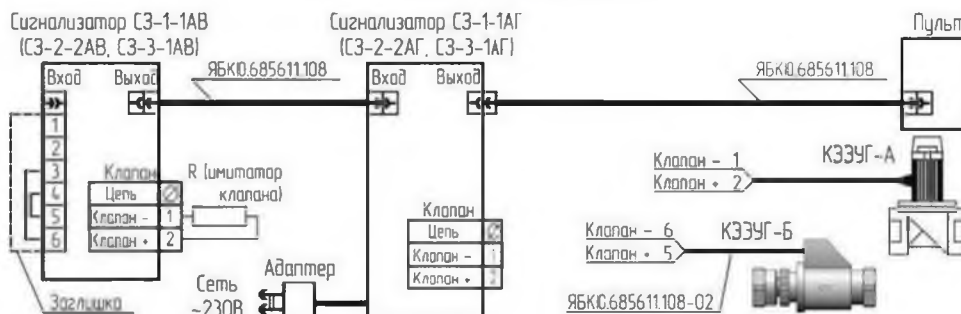 Сигнализатор СЗ-1-1АВ
(СЗ-2-2АВ, СЗ-3-1АВ)
Вход Выход
1
2
3
4
5
6
Клапан
Цепь
Клапан - 1
Клапан + 2
R (имитатор
клапана)
Заглушка
ЯБКЮ.685611.108
Сеть
~230В
Адаптер
Сигнализатор СЗ-1-1АГ
(СЗ-2-2АГ, СЗ-3-1АГ)
Вход Выход
Клапан
Цепь
Клапан - 1
Клапан + 2
ЯБКЮ.685611.108
Пульт
Клапан - 1
Клапан + 2
КЗЭУГ-А
Клапан - 6
Клапан + 5
КЗЭУГ-Б
ЯБКЮ.685611.108-02